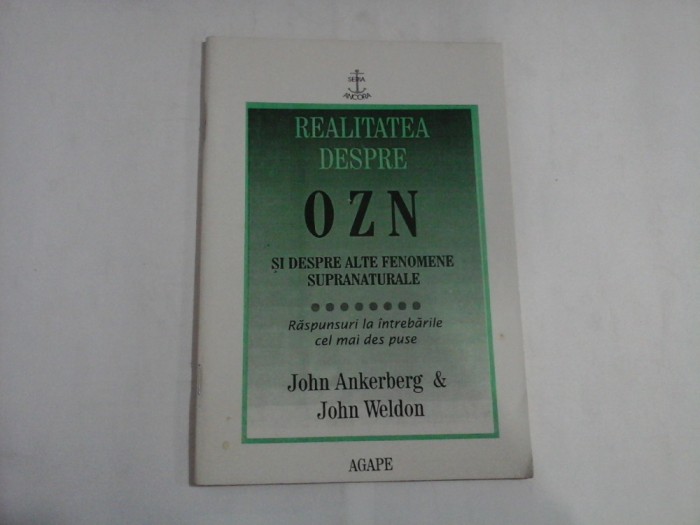 SERIA
ANCORA
REALITATEA
DESPRE
OZN
ȘI DESPRE ALTE FENOMENE
SUPRANATURALE
Răspunsuri la întrebările
cel mai des puse
John Ankerberg &
John Weldon
AGAPE